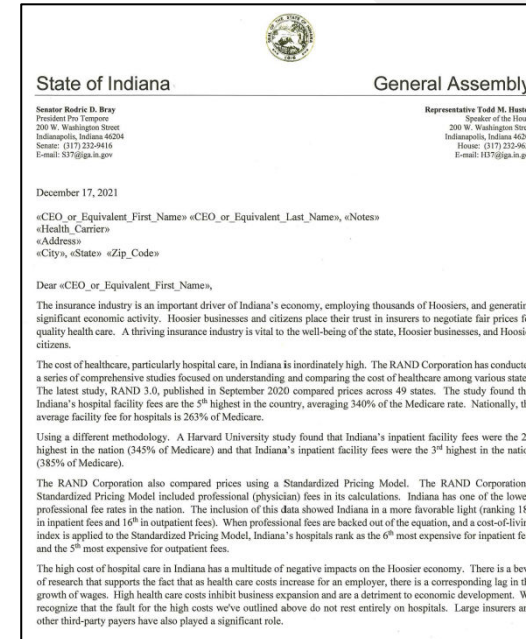 State of Indiana General Assembly
Senator Rodric D. Bray
President Pro Tempore
200 W. Washington Street
Indianapolis, Indiana 46204
Senate: (317) 232-9416
E-mail: S37@iga.in.gov
Representative Todd M. Husto
Speaker of the Hous
200 W. Washington Stre
Indianapolis, Indiana 4620
House: (317) 232-96
E-mail: H37@iga.in.go
December 17, 2021
«CEO_or_Equivalent_First_Name» «CEO_or_Equivalent_Last_Name», «Notes»
«Health_Carrier»
«Address»
«City», «State» «Zip_Code»
Dear «CEO_or_Equivalent_First_Name»,
The insurance industry is an important driver of Indiana's economy, employing thousands of Hoosiers, and generatin
significant economic activity. Hoosier businesses and citizens place their trust in insurers to negotiate fair prices fo
quality health care. A thriving insurance industry is vital to the well-being of the state, Hoosier businesses, and Hoosie
citizens.
The cost of healthcare, particularly hospital care, in Indiana is inordinately high. The RAND Corporation has conducte
a series of comprehensive studies focused on understanding and comparing the cost of healthcare among various state
The latest study, RAND 3.0, published in September 2020 compared prices across 49 states. The study found tha
Indiana's hospital facility fees are the 5th highest in the country, averaging 340% of the Medicare rate. Nationally, th
average facility fee for hospitals is 263% of Medicare.
Using a different methodology. A Harvard University study found that Indiana's inpatient facility fees were the 2
highest in the nation (345% of Medicare) and that Indiana's inpatient facility fees were the 3rd highest in the natio
(385% of Medicare).
The RAND Corporation also compared prices using a Standardized Pricing Model. The RAND Corporation
Standardized Pricing Model included professional (physician) fees in its calculations. Indiana has one of the lowe
professional fee rates in the nation. The inclusion of this data showed Indiana in a more favorable light (ranking 18
in inpatient fees and 16th in outpatient fees). When professional fees are backed out of the equation, and a cost-of-livin
index is applied to the Standardized Pricing Model, Indiana's hospitals rank as the 6th most expensive for inpatient fee
and the 5th most expensive for outpatient fees.
The high cost of hospital care in Indiana has a multitude of negative impacts on the Hoosier economy. There is a bev
of research that supports the fact that as health care costs increase for an employer, there is a corresponding lag in th
growth of wages. High health care costs inhibit business expansion and are a detriment to economic development. W
recognize that the fault for the high costs we've outlined above do not rest entirely on hospitals. Large insurers an
other third-party payers have also played a significant role.